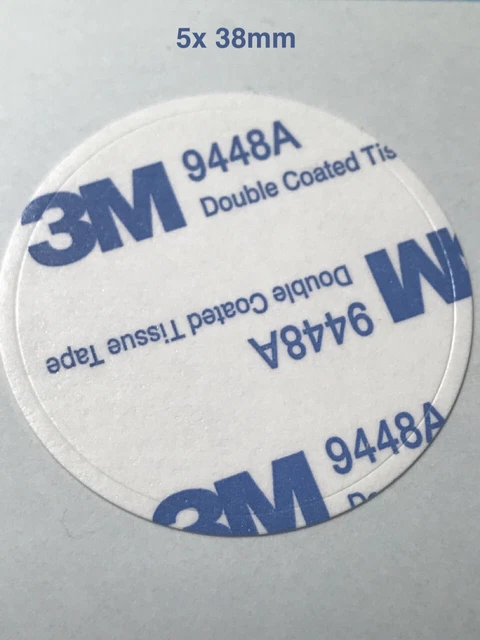 5x 38mm
3M 9448A
Double Coated Tis
Double Coated Tissue Tape
9448A
3M 9448A